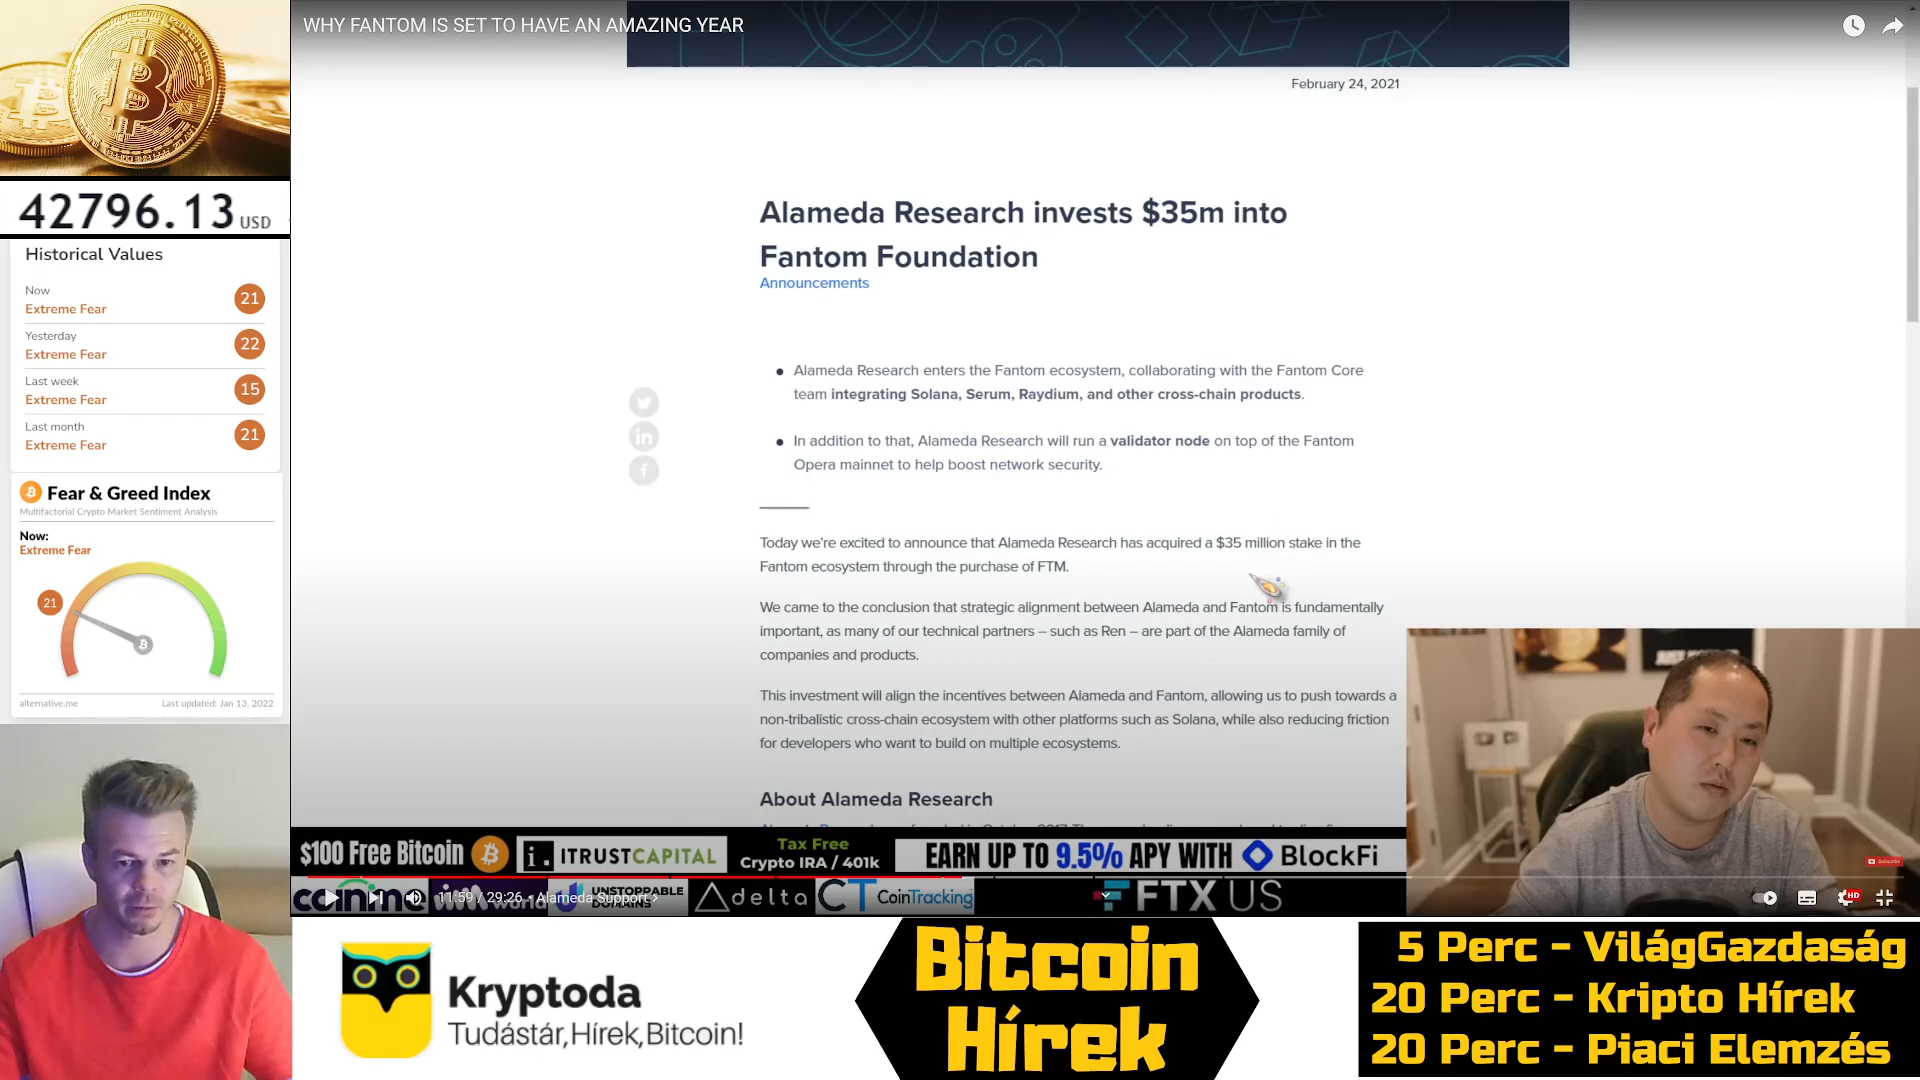 WHY FANTOM IS SET TO HAVE AN AMAZING YEAR
February 24, 2021
42796.13 USD
Historical Values
Now
Extreme Fear
21
Yesterday
Extreme Fear
22
Last week
Extreme Fear
15
Last month
Extreme Fear
21
Fear & Greed Index
Multifactorial Crypto Market Sentiment Analysis
Now:
Extreme Fear
21
alternative.me
Last updated: Jan 13, 2022
Alameda Research invests $35m into
Fantom Foundation
Announcements
Alameda Research enters the Fantom ecosystem, collaborating with the Fantom Core
team integrating Solana, Serum, Raydium, and other cross-chain products.
In addition to that, Alameda Research will run a validator node on top of the Fantom
Opera mainnet to help boost network security.
Today we're excited to announce that Alameda Research has acquired a $35 million stake in the
Fantom ecosystem through the purchase of FTM.
We came to the conclusion that strategic alignment between Alameda and Fantom is fundamentally
important, as many of our technical partners – such as Ren – are part of the Alameda family of
companies and products.
This investment will align the incentives between Alameda and Fantom, allowing us to push towards a
non-tribalistic cross-chain ecosystem with other platforms such as Solana, while also reducing friction
for developers who want to build on multiple ecosystems.
About Alameda Research
$100 Free Bitcoin
ITRUSTCAPITAL
Tax Free
Crypto IRA / 401k
EARN UP TO 9.5% APY WITH BlockFi
coinme
UNSTOPPABLE
DOMAINS
delta
CT CoinTracking
FTX US
11:59 / 29:26 • Alameda Support
Subscribe
HD
Kryptoda
Tudástár,Hírek,Bitcoin!
Bitcoin
Hírek
5 Perc - VilágGazdaság
20 Perc - Kripto Hírek
20 Perc - Piaci Elemzés